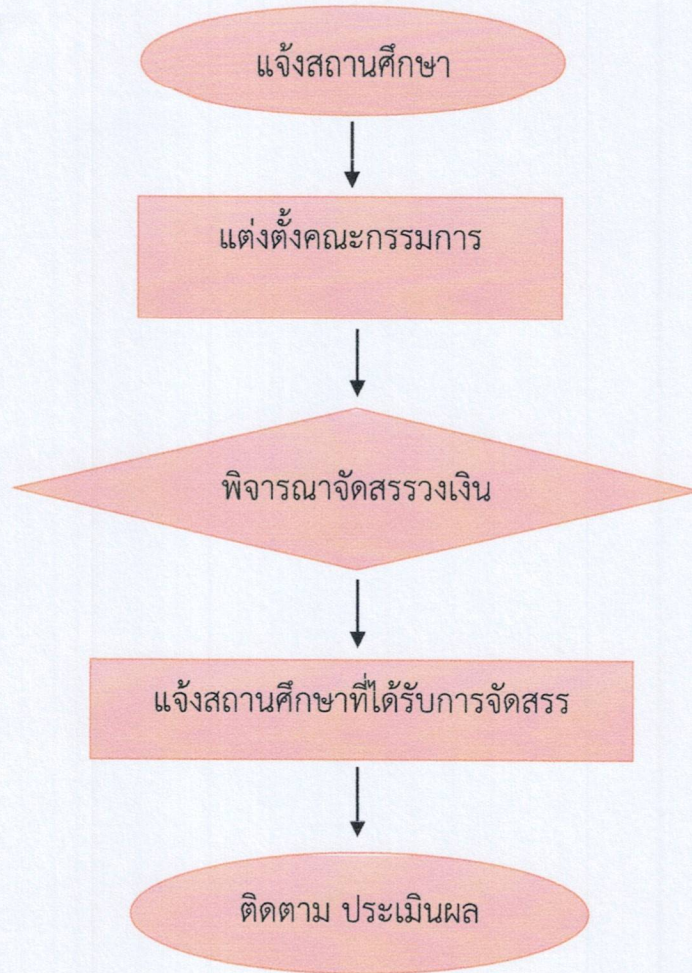 แจ้งสถานศึกษา
แต่งตั้งคณะกรรมการ
พิจารณาจัดสรรวงเงิน
แจ้งสถานศึกษาที่ได้รับการจัดสรร
ติดตาม ประเมินผล